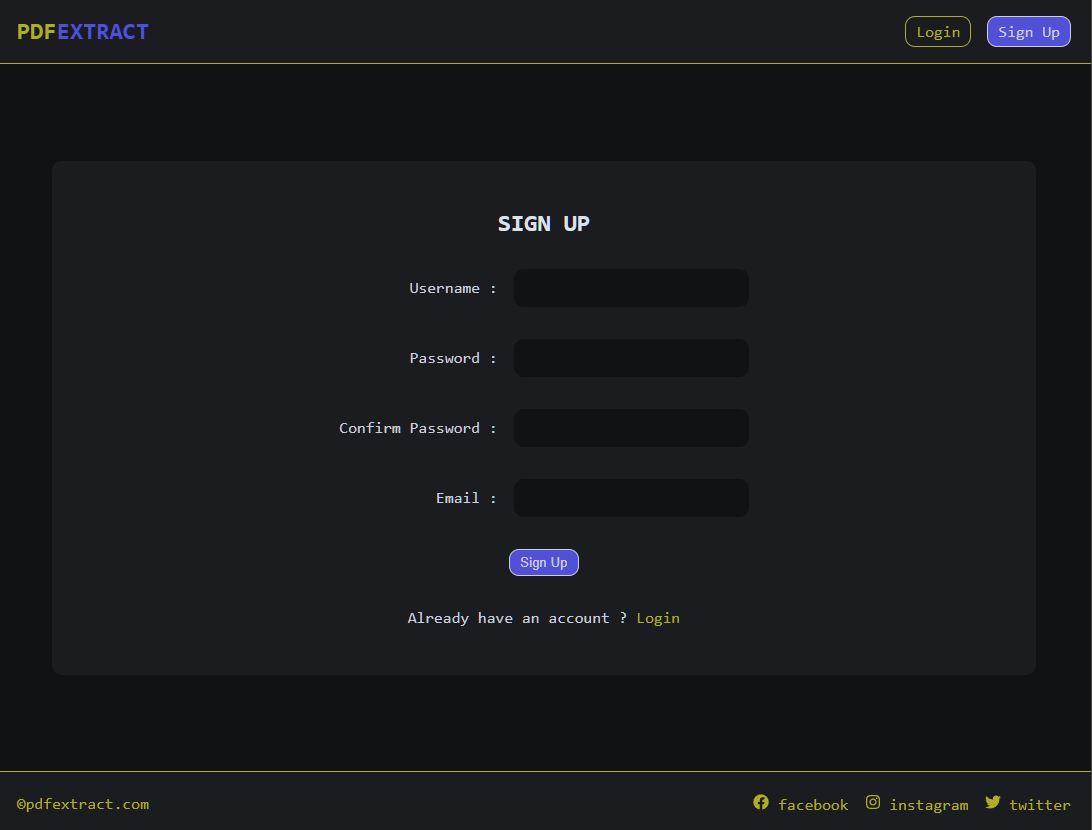 PDFEXTRACT Login Sign Up
SIGN UP
Username :
Password :
Confirm Password :
Email :
Sign Up
Already have an account ? Login
©pdfextract.com facebook instagram twitter